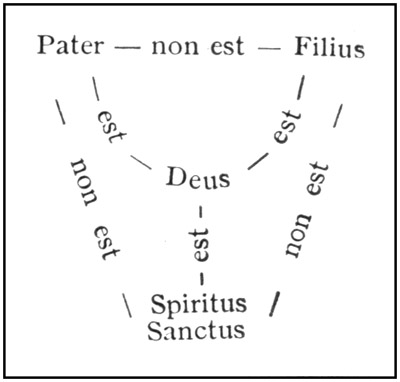 Pater — non est — Filius
est
est
non est
Deus
non est
est
Spiritus
Sanctus